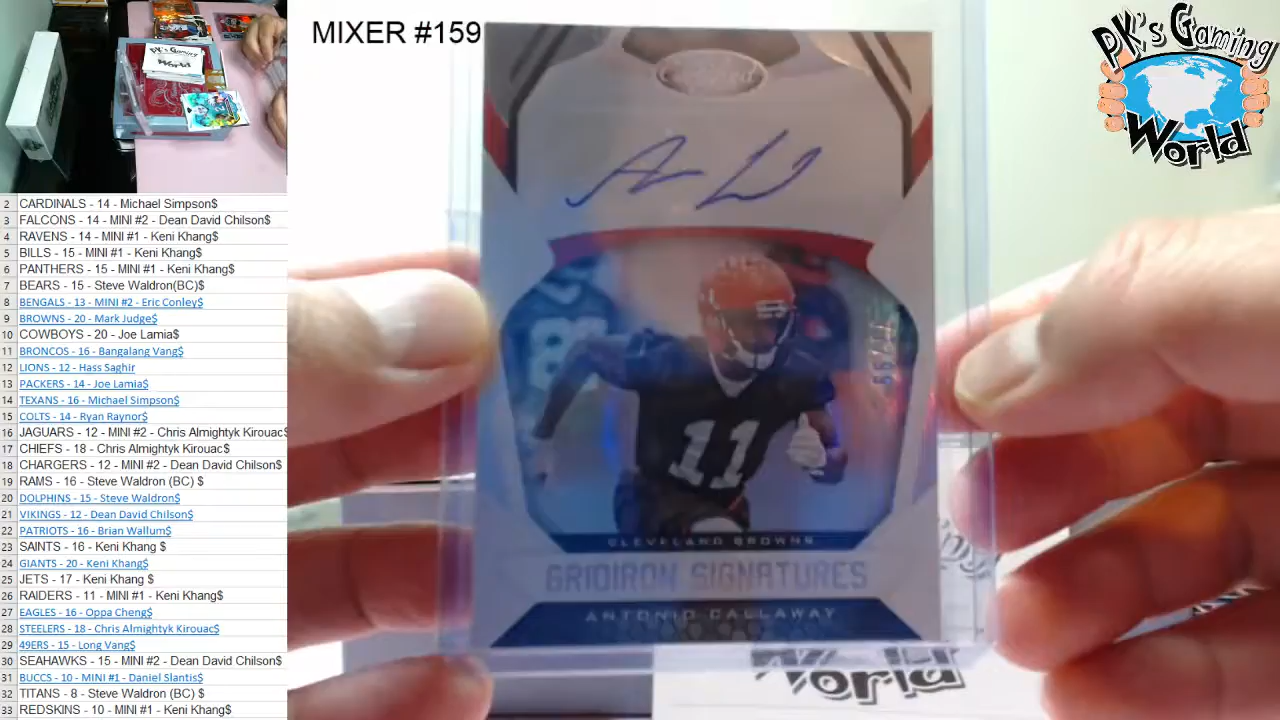 MIXER #159
PK's Gaming
World
PK's Gaming
World
2 CARDINALS - 14 - Michael Simpson$
3 FALCONS - 14 - MINI #2 - Dean David Chilson$
4 RAVENS - 14 - MINI #1 - Keni Khang$
5 BILLS - 15 - MINI #1 - Keni Khang$
6 PANTHERS - 15 - MINI #1 - Keni Khang$
7 BEARS - 15 - Steve Waldron(BC)$
8 BENGALS - 13 - MINI #2 - Eric Conley$
9 BROWNS - 20 - Mark Judge$
10 COWBOYS - 20 - Joe Lamia$
11 BRONCOS - 16 - Bangalang Vang$
12 LIONS - 12 - Hass Saghir
13 PACKERS - 14 - Joe Lamia$
14 TEXANS - 16 - Michael Simpson$
15 COLTS - 14 - Ryan Raynor$
16 JAGUARS - 12 - MINI #2 - Chris Almightyk Kirouac$
17 CHIEFS - 18 - Chris Almightyk Kirouac$
18 CHARGERS - 12 - MINI #2 - Dean David Chilson$
19 RAMS - 16 - Steve Waldron (BC) $
20 DOLPHINS - 15 - Steve Waldron$
21 VIKINGS - 12 - Dean David Chilson$
22 PATRIOTS - 16 - Brian Wallum$
23 SAINTS - 16 - Keni Khang $
24 GIANTS - 20 - Keni Khang$
25 JETS - 17 - Keni Khang $
26 RAIDERS - 11 - MINI #1 - Keni Khang$
27 EAGLES - 16 - Oppa Cheng$
28 STEELERS - 18 - Chris Almightyk Kirouac$
29 49ERS - 15 - Long Vang$
30 SEAHAWKS - 15 - MINI #2 - Dean David Chilson$
31 BUCCS - 10 - MINI #1 - Daniel Slantis$
32 TITANS - 8 - Steve Waldron (BC) $
33 REDSKINS - 10 - MINI #1 - Keni Khang$
11
CLEVELAND BROWNS
GRIDIRON SIGNATURES
ANTONIO CALLAWAY
World